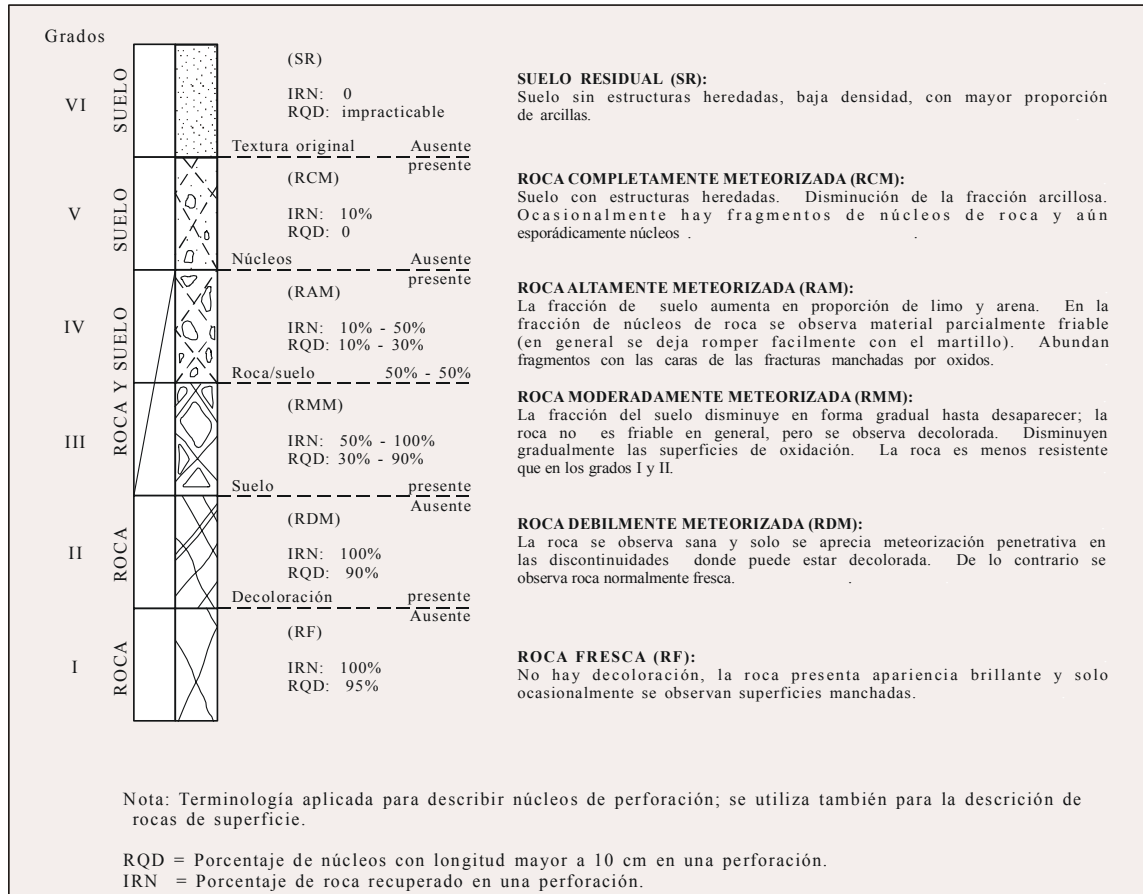 Grados
VI
SUELO
(SR)
IRN: 0
RQD: impracticable
SUELO RESIDUAL (SR):
Suelo sin estructuras heredadas, baja densidad, con mayor proporción
de arcillas.
Textura original Ausente
presente
V
SUELO
(RCM)
IRN: 10%
RQD: 0
ROCA COMPLETAMENTE METEORIZADA (RCM):
Suelo con estructuras heredadas. Disminución de la fracción arcillosa.
Ocasionalmente hay fragmentos de núcleos de roca y aún
esporádicamente núcleos . .
Núcleos Ausente
presente
IV
ROCA Y SUELO
(RAM)
IRN: 10% - 50%
RQD: 10% - 30%
ROCA ALTAMENTE METEORIZADA (RAM):
La fracción de suelo aumenta en proporción de limo y arena. En la
fracción de núcleos de roca se observa material parcialmente friable
(en general se deja romper facilmente con el martillo). Abundan
fragmentos con las caras de las fracturas manchadas por oxidos.
Roca/suelo 50% - 50%
III
(RMM)
IRN: 50% - 100%
RQD: 30% - 90%
ROCA MODERADAMENTE METEORIZADA (RMM):
La fracción del suelo disminuye en forma gradual hasta desaparecer; la
roca no es friable en general, pero se observa decolorada. Disminuyen
gradualmente las superficies de oxidación. La roca es menos resistente
que en los grados I y II.
Suelo presente
Ausente
II
ROCA
(RDM)
IRN: 100%
RQD: 90%
ROCA DEBILMENTE METEORIZADA (RDM):
La roca se observa sana y solo se aprecia meteorización penetrativa en
las discontinuidades donde puede estar decolorada. De lo contrario se
observa roca normalmente fresca. .
Decoloración presente
Ausente
I
ROCA
(RF)
IRN: 100%
RQD: 95%
ROCA FRESCA (RF):
No hay decoloración, la roca presenta apariencia brillante y solo
ocasionalmente se observan superficies manchadas.
Nota: Terminología aplicada para describir núcleos de perforación; se utiliza también para la descrición de
rocas de superficie.
RQD = Porcentaje de núcleos con longitud mayor a 10 cm en una perforación.
IRN = Porcentaje de roca recuperado en una perforación.